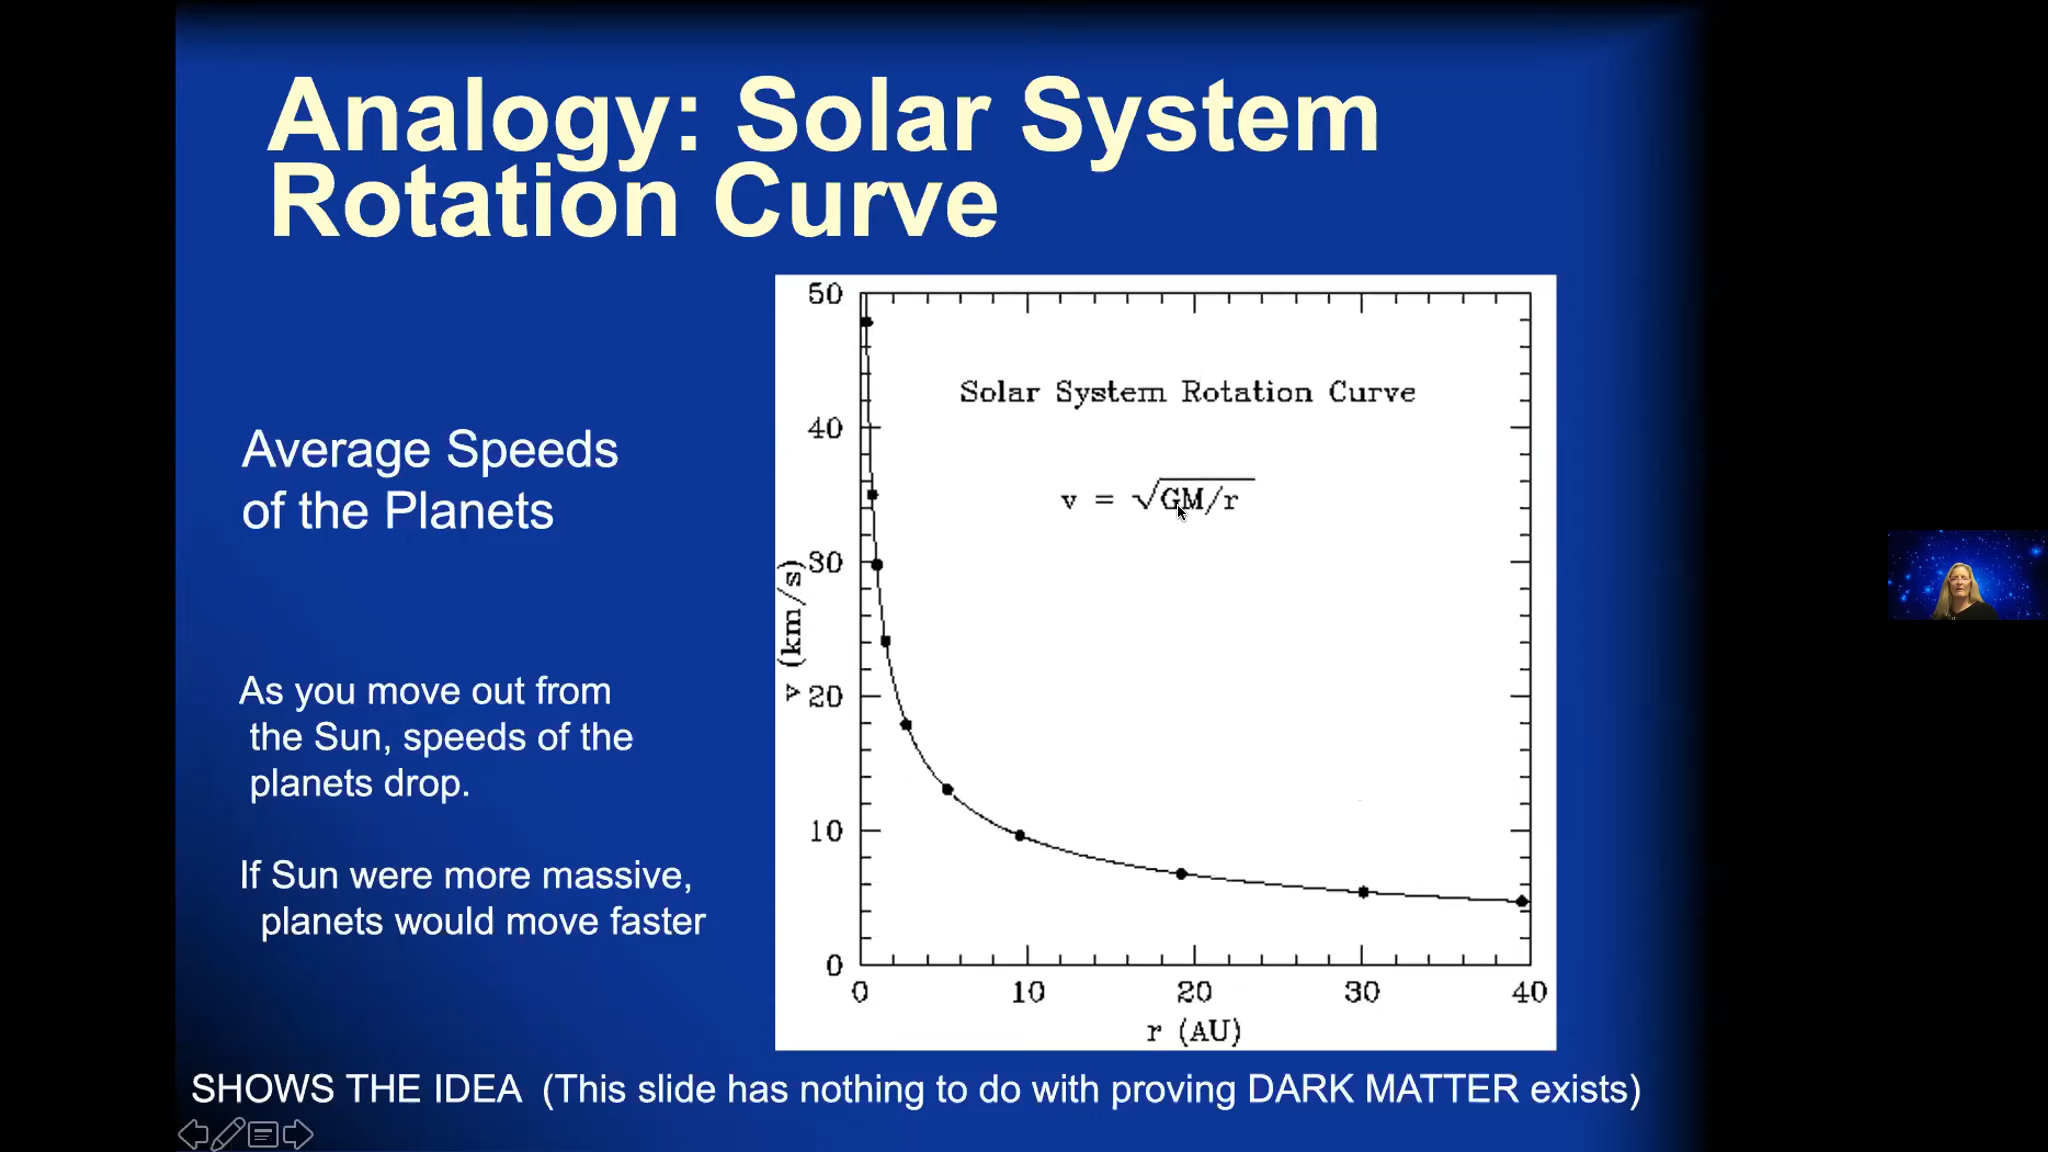 Analogy: Solar System
Rotation Curve
Average Speeds
of the Planets
As you move out from
the Sun, speeds of the
planets drop.
If Sun were more massive,
planets would move faster
50
40
30
20
10
0
v (km/s)
Solar System Rotation Curve
v = √GM/r
0 10 20 30 40
r (AU)
SHOWS THE IDEA (This slide has nothing to do with proving DARK MATTER exists)